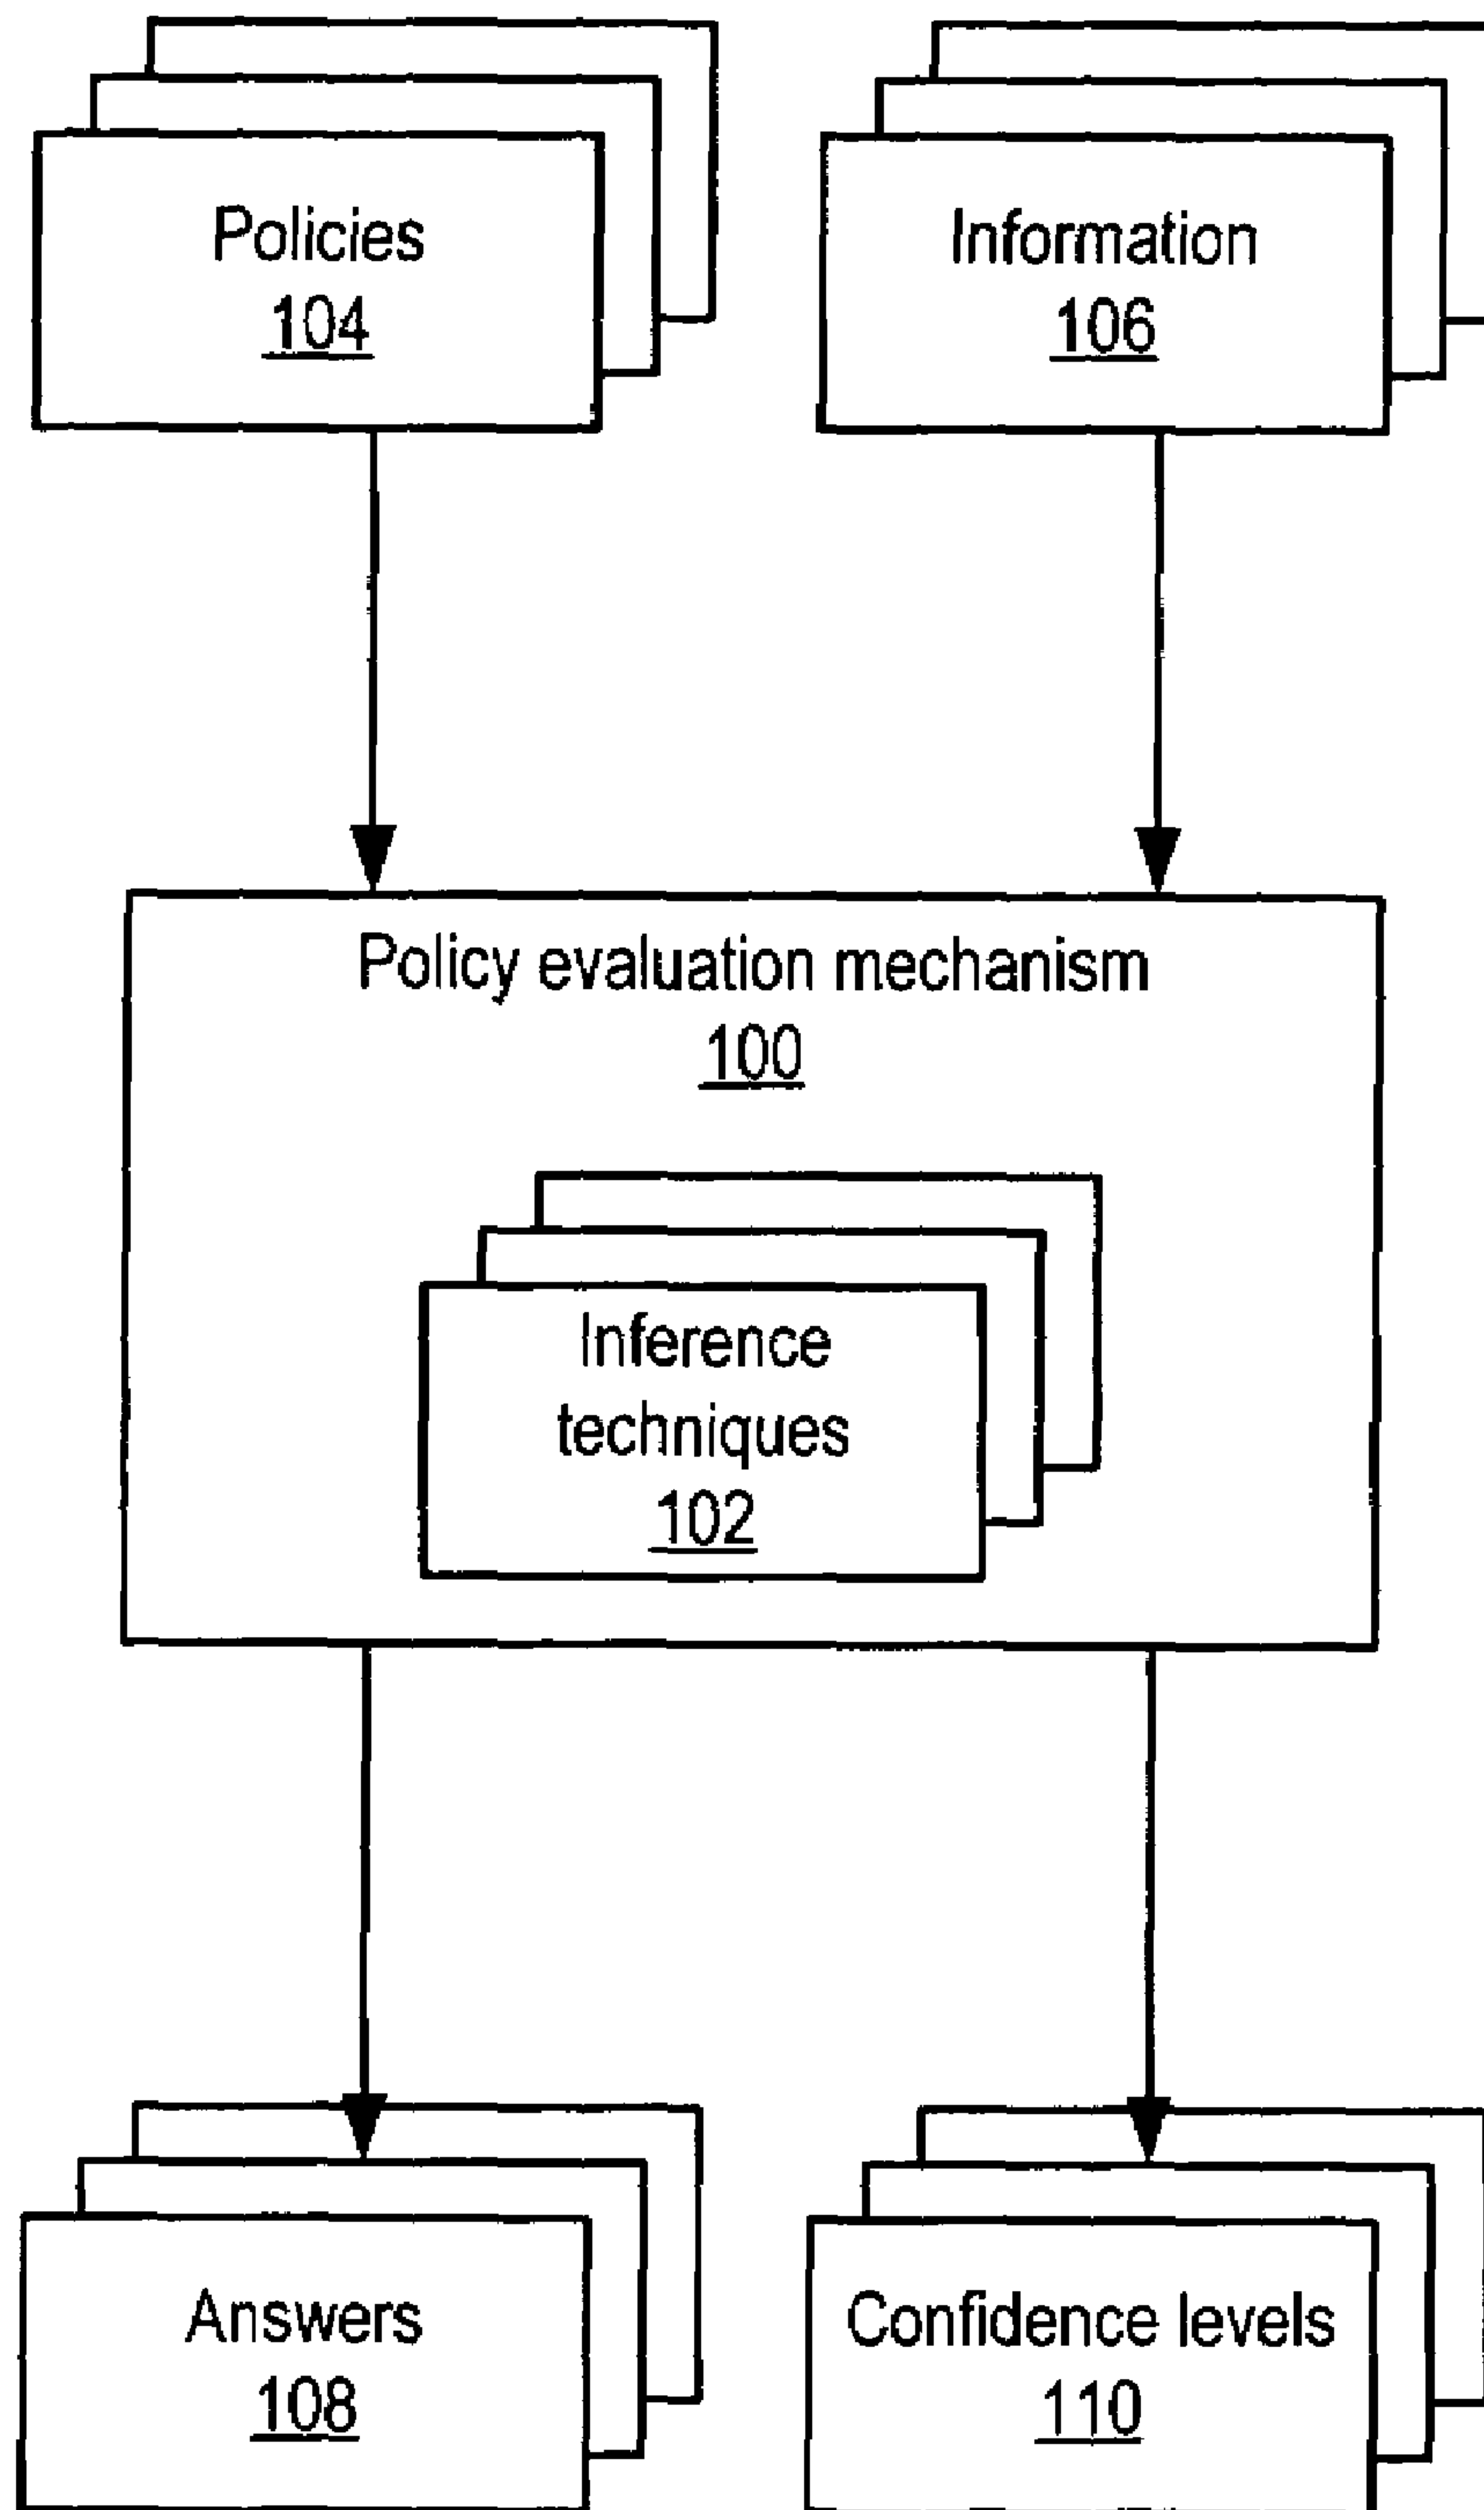 Policies
104
Information
106
Policy evaluation mechanism
100
Inference
techniques
102
Answers
108
Confidence levels
110